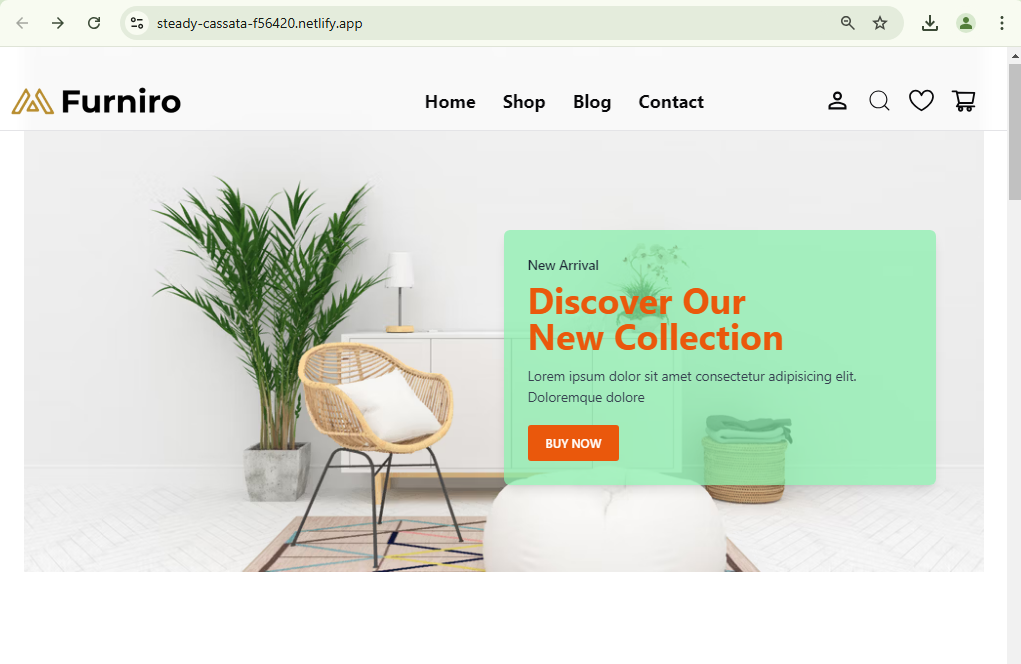 steady-cassata-f56420.netlify.app
Furniro
Home Shop Blog Contact
New Arrival
Discover Our
New Collection
Lorem ipsum dolor sit amet consectetur adipisicing elit.
Doloremque dolore
BUY NOW